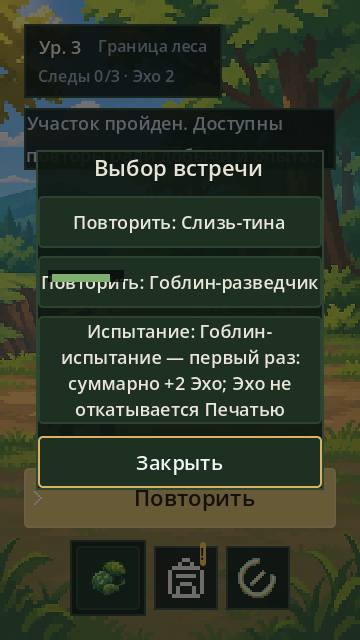 Ур. 3 Граница леса
Следы 0/3 · Эхо 2
Участок пройден. Доступны
Выбор встречи
Повторить: Слизь-тина
Повторить: Гоблин-разведчик
Испытание: Гоблин-
испытание — первый раз:
суммарно +2 Эхо; Эхо не
откатывается Печатью
Закрыть
Повторить